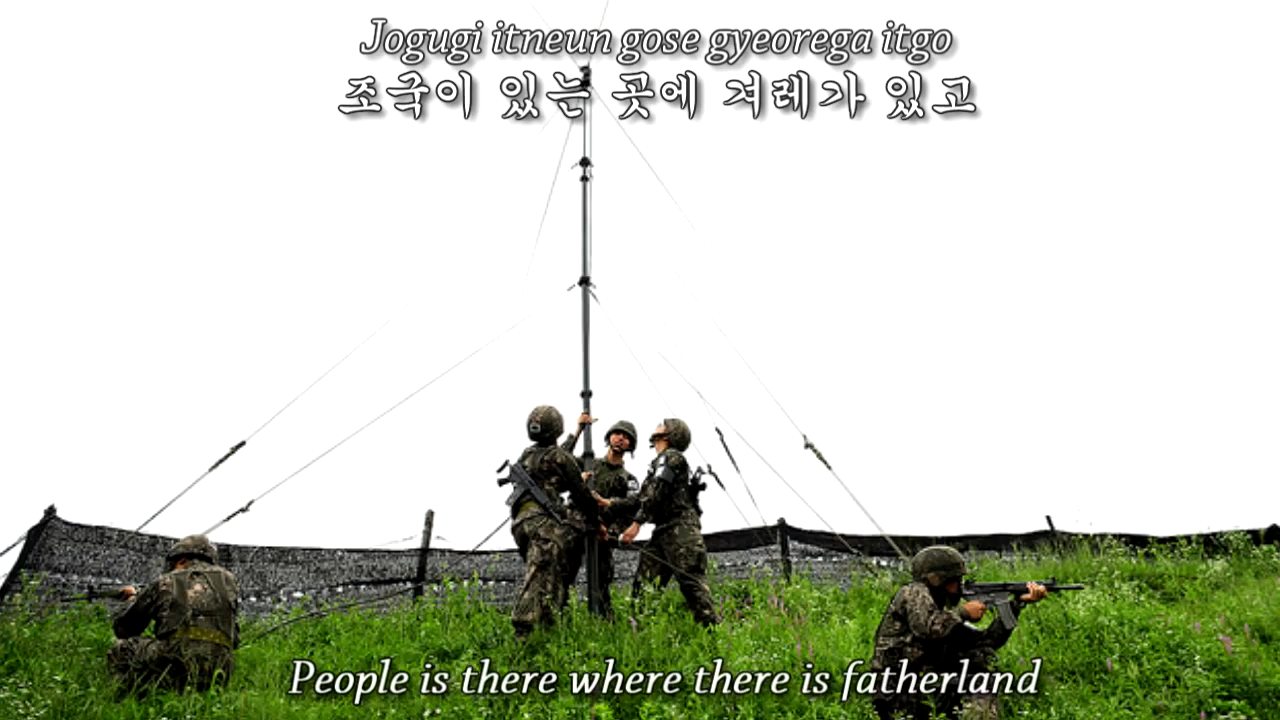 Jogugi itneun gose gyeorega itgo
조국이 있는 곳에 겨레가 있고
People is there where there is fatherland